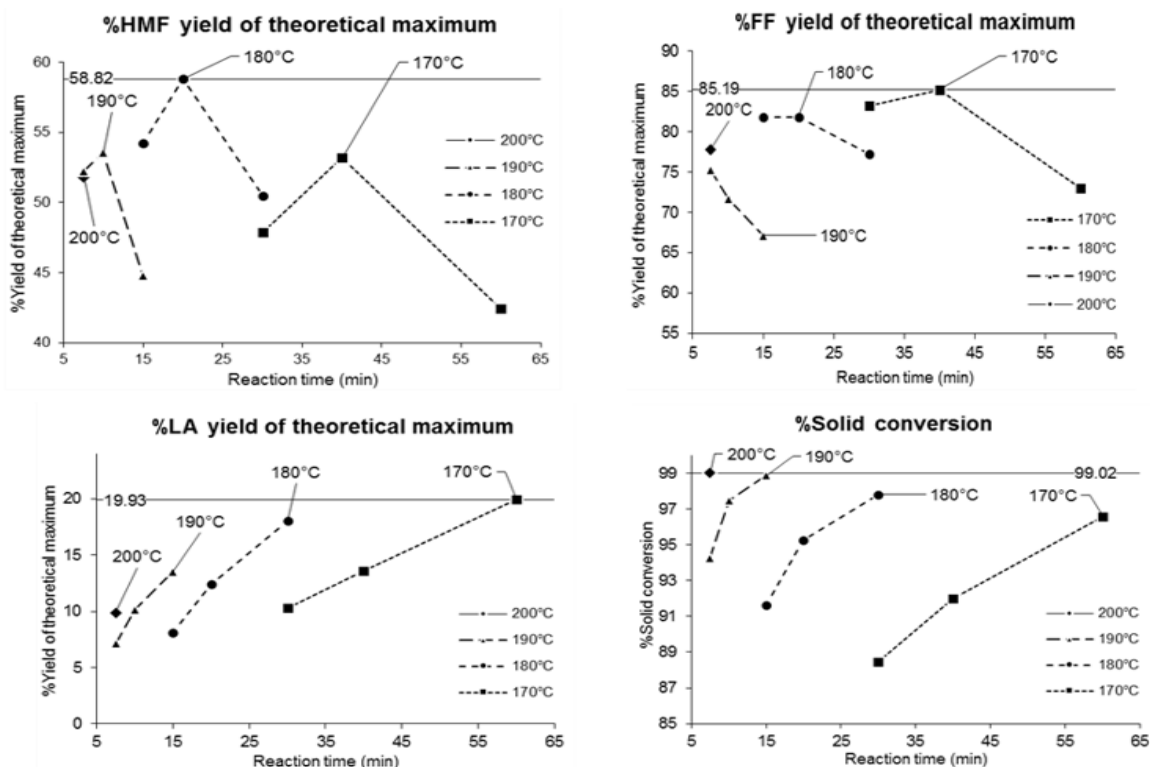 %HMF yield of theoretical maximum
%Yield of theoretical maximum
60
55
50
45
40
58.82
180°C
170°C
190°C
200°C
200°C
190°C
180°C
170°C
5 15 25 35 45 55 65
Reaction time (min)
%FF yield of theoretical maximum
%Yield of theoretical maximum
90
85
80
75
70
65
60
55
85.19
200°C
180°C
170°C
190°C
170°C
180°C
190°C
200°C
5 15 25 35 45 55 65
Reaction time (min)
%LA yield of theoretical maximum
%Yield of theoretical maximum
25
20
15
10
5
0
19.93
180°C
170°C
190°C
200°C
200°C
190°C
180°C
170°C
5 15 25 35 45 55 65
Reaction time (min)
%Solid conversion
%Solid conversion
99
97
95
93
91
89
87
85
200°C
190°C
99.02
180°C
170°C
200°C
190°C
180°C
170°C
5 15 25 35 45 55 65
Reaction time (min)